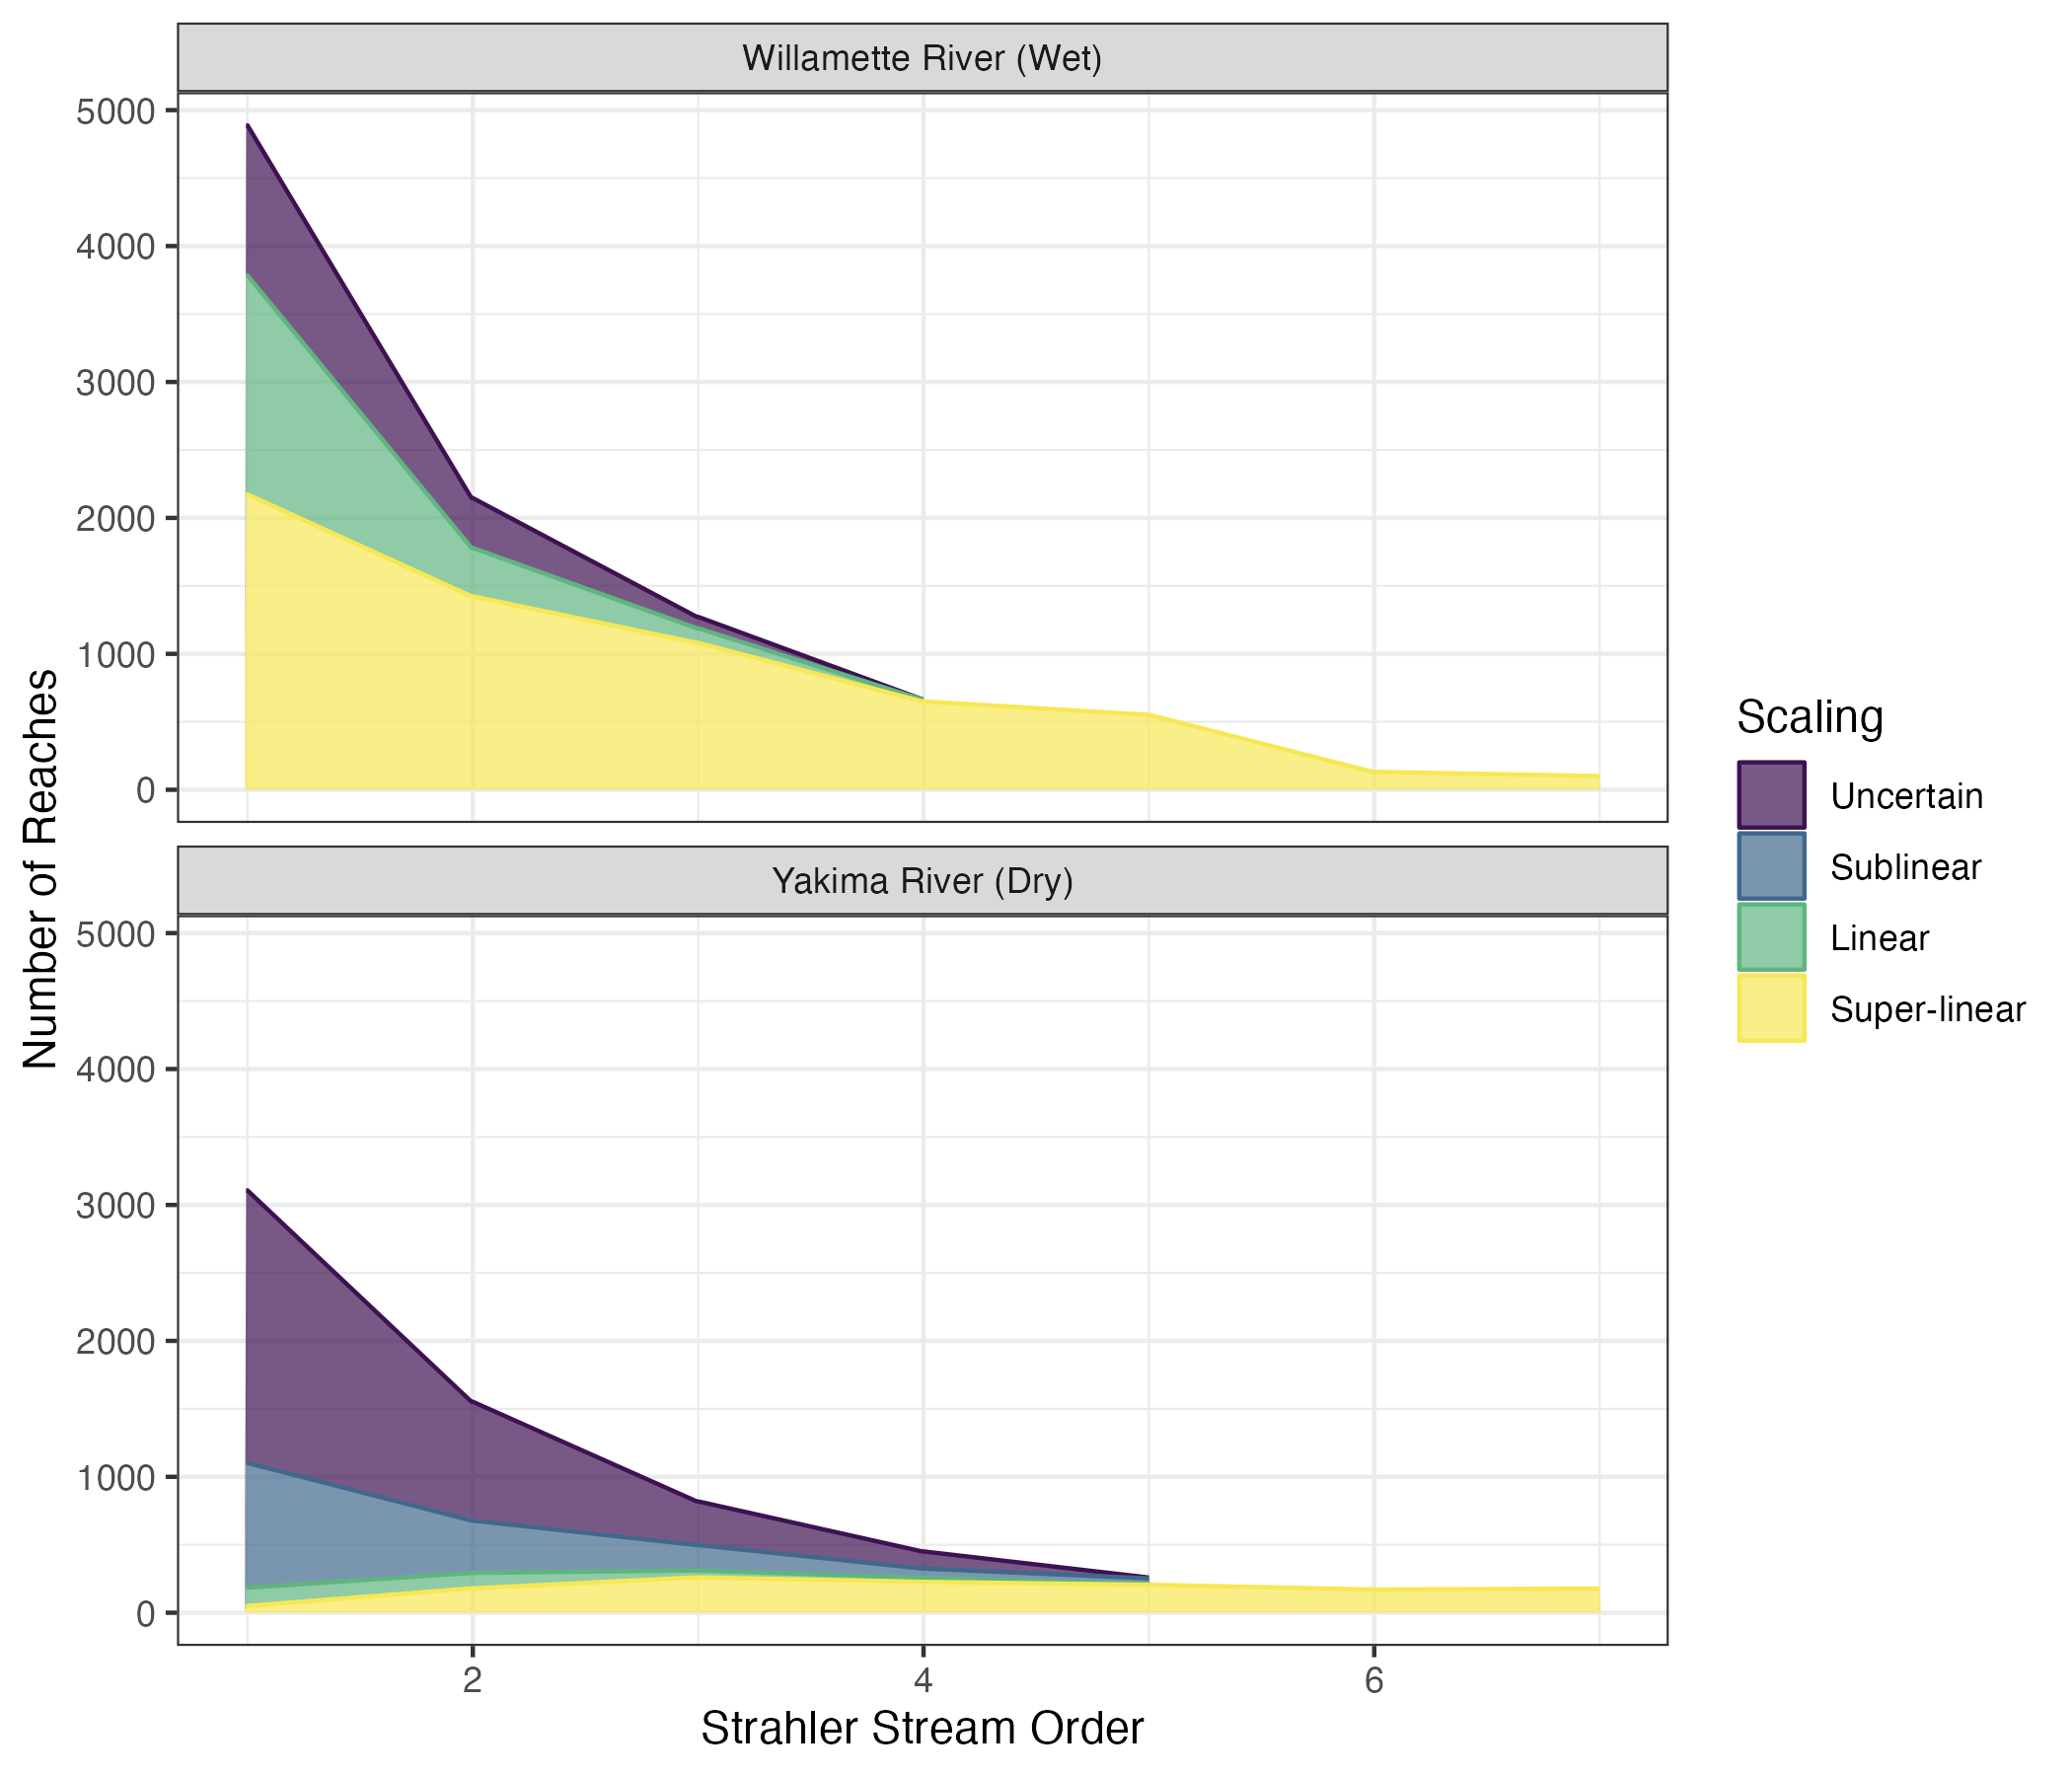 Willamette River (Wet)
5000
4000
3000
2000
1000
0
Yakima River (Dry)
5000
4000
3000
2000
1000
0
2 4 6
Strahler Stream Order
Number of Reaches
Scaling
Uncertain
Sublinear
Linear
Super-linear